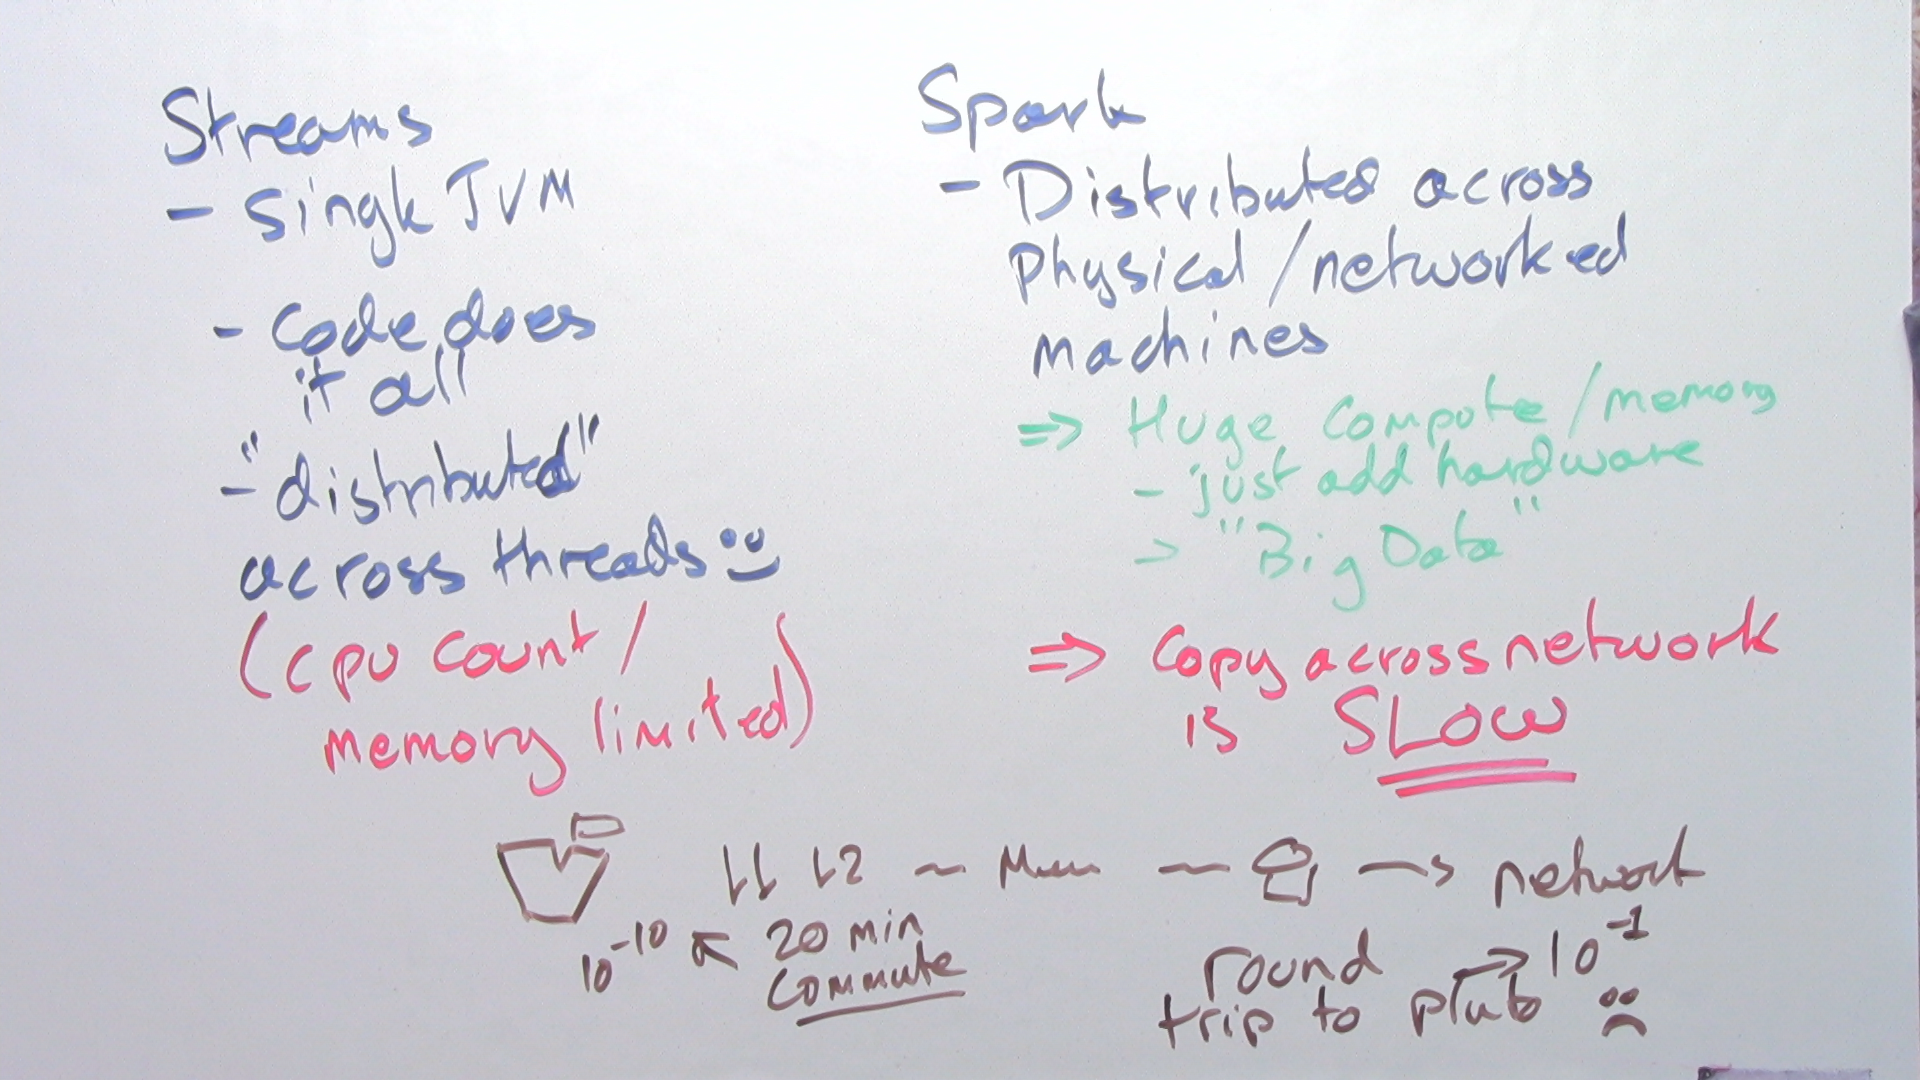 Streams
- Single JVM
- Code does
it all
- "distributed"
across threads
(cpu count/
memory limited)
Spark
- Distributed across
Physical/networked
machines
⇒ Huge Compute/memory
- just add hardware
→ "Big Data"
⇒ Copy across network
is SLOW
L1 L2 ~ Mem — → network
10⁻¹⁰ ← 20 min
commute
round → 10⁻¹
trip to pluto